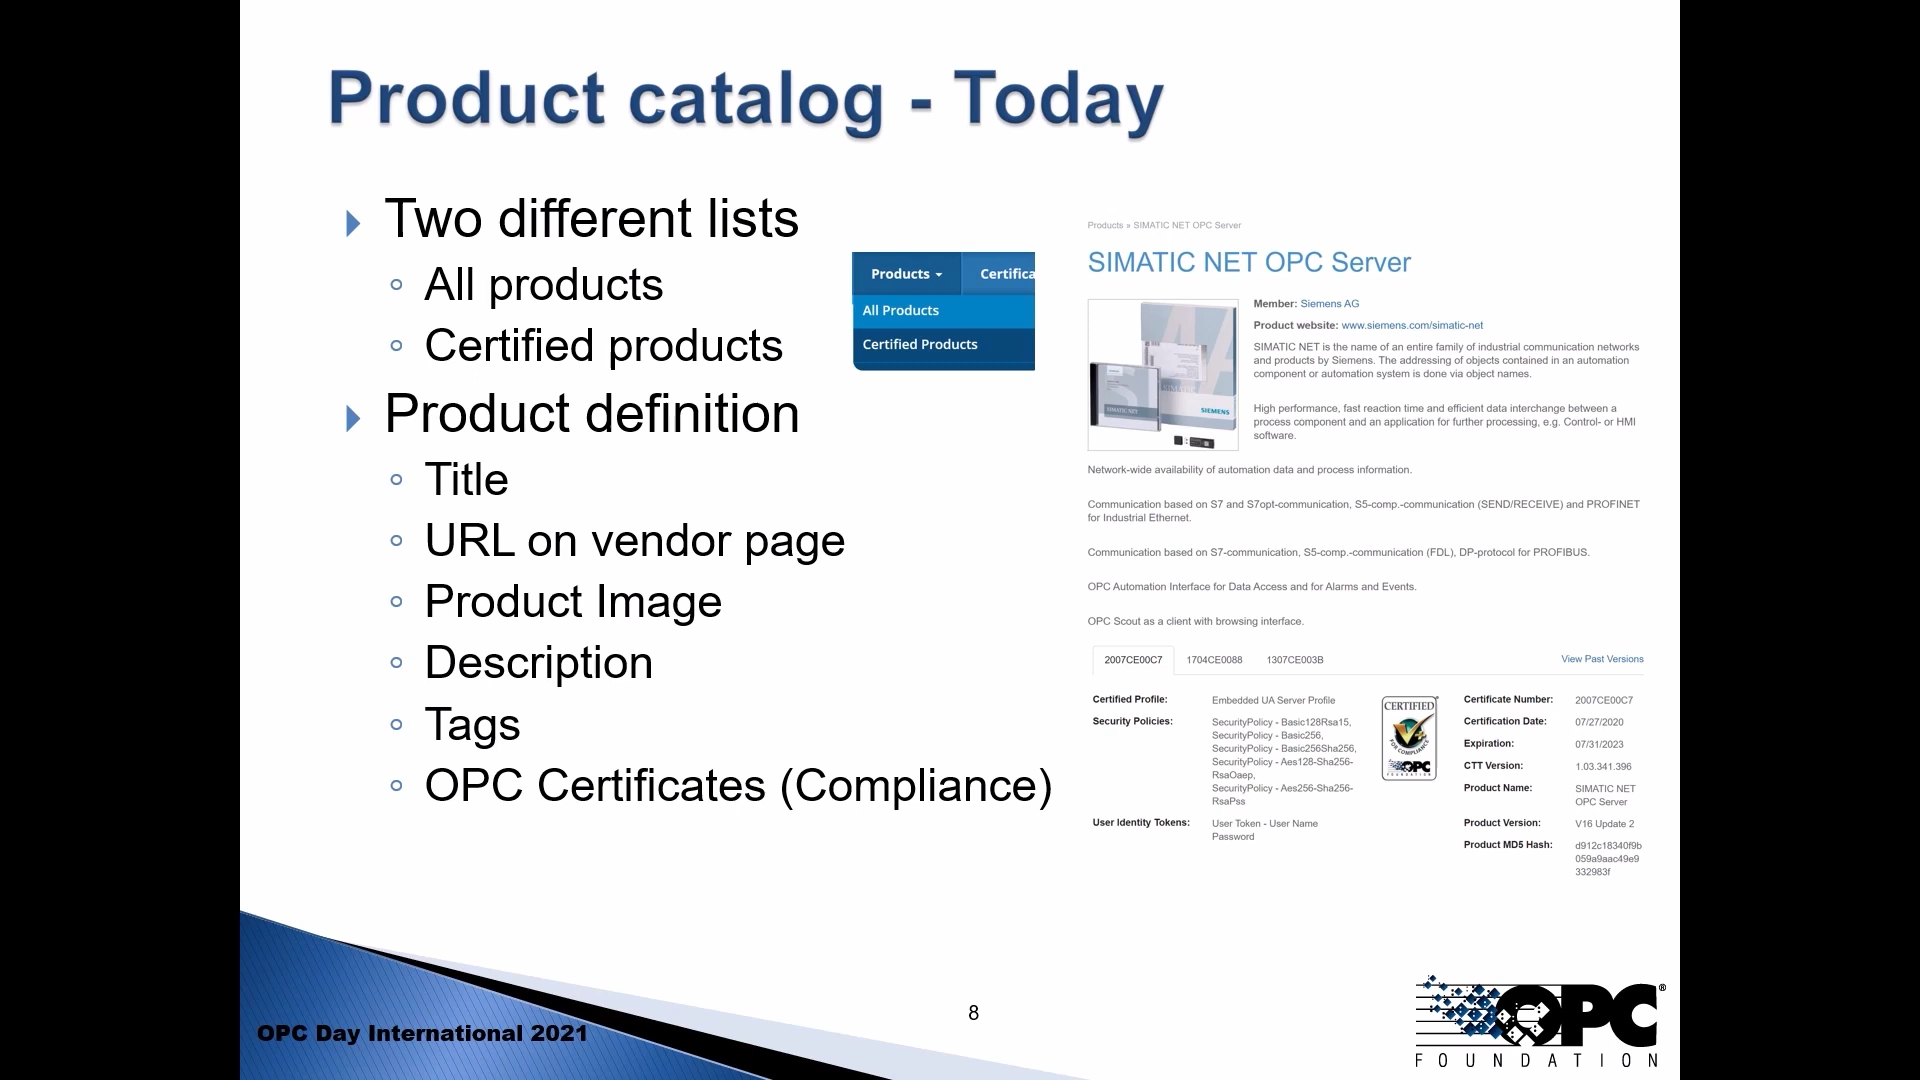 Product catalog - Today
Two different lists
All products
Certified products
Product definition
Title
URL on vendor page
Product Image
Description
Tags
OPC Certificates (Compliance)
Products
Certifica
All Products
Certified Products
Products » SIMATIC NET OPC Server
SIMATIC NET OPC Server
SIMATIC NET
SIEMENS
Member: Siemens AG
Product website: www.siemens.com/simatic-net
SIMATIC NET is the name of an entire family of industrial communication networks
and products by Siemens. The addressing of objects contained in an automation
component or automation system is done via object names.
High performance, fast reaction time and efficient data interchange between a
process component and an application for further processing, e.g. Control- or HMI
software.
Network-wide availability of automation data and process information.
Communication based on S7 and S7opt-communication, S5-comp.-communication (SEND/RECEIVE) and PROFINET
for Industrial Ethernet.
Communication based on S7-communication, S5-comp.-communication (FDL), DP-protocol for PROFIBUS.
OPC Automation Interface for Data Access and for Alarms and Events.
OPC Scout as a client with browsing interface.
2007CE00C7 1704CE0088 1307CE003B View Past Versions
Certified Profile: Embedded UA Server Profile
Security Policies: SecurityPolicy - Basic128Rsa15,
SecurityPolicy - Basic256,
SecurityPolicy - Basic256Sha256,
SecurityPolicy - Aes128-Sha256-
RsaOaep,
SecurityPolicy - Aes256-Sha256-
RsaPss
User Identity Tokens: User Token - User Name
Password
CERTIFIED
FOR COMPLIANCE
OPC
FOUNDATION
Certificate Number: 2007CE00C7
Certification Date: 07/27/2020
Expiration: 07/31/2023
CTT Version: 1.03.341.396
Product Name: SIMATIC NET
OPC Server
Product Version: V16 Update 2
Product MD5 Hash: d912c18340f9b
059a9aac49e9
332983f
OPC Day International 2021
8
OPC ®
FOUNDATION